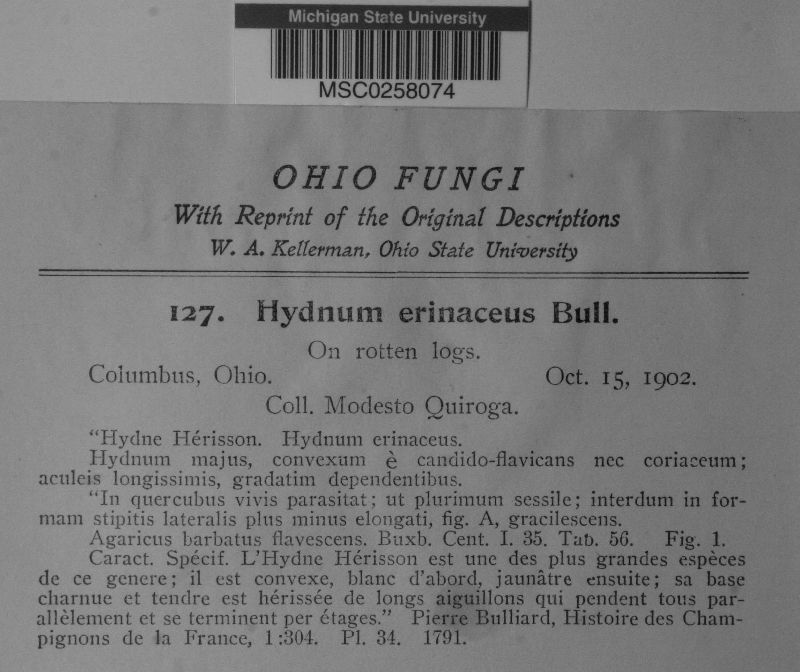 Michigan State University
MSC0258074
OHIO FUNGI
With Reprint of the Original Descriptions
W. A. Kellerman, Ohio State University
127. Hydnum erinaceus Bull.
On rotten logs.
Columbus, Ohio. Oct. 15, 1902.
Coll. Modesto Quiroga.
“Hydne Hérisson. Hydnum erinaceus.
Hydnum majus, convexum è candido-flavicans nec coriaceum;
aculeis longissimis, gradatim dependentibus.
“In quercubus vivis parasitat; ut plurimum sessile; interdum in for-
mam stipitis lateralis plus minus elongati, fig. A, gracilescens.
Agaricus barbatus flavescens. Buxb. Cent. I. 35. Tab. 56. Fig. 1.
Caract. Spécif. L’Hydne Hérisson est une des plus grandes espèces
de ce genere; il est convexe, blanc d’abord, jaunâtre ensuite; sa base
charnue et tendre est hérissée de longs aiguillons qui pendent tous par-
allèlement et se terminent per étages.” Pierre Bulliard, Histoire des Cham-
pignons de la France, 1:304. Pl. 34. 1791.